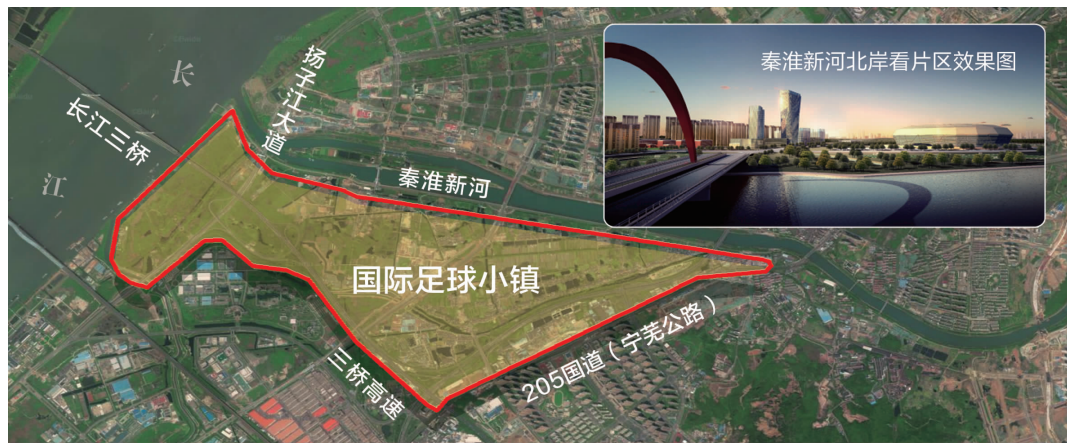 秦淮新河北岸看片区效果图
长江
长江三桥
扬子江大道
秦淮新河
国际足球小镇
三桥高速
205国道（宁芜公路）